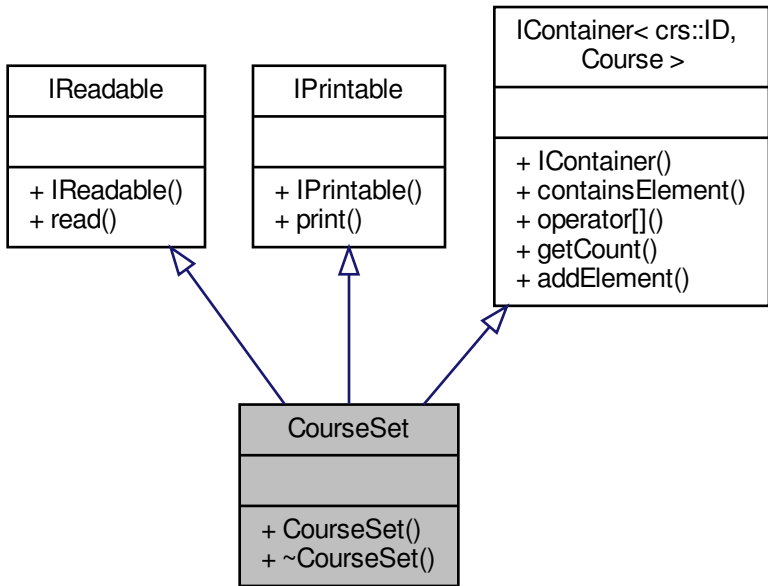 IReadable
+ IReadable()
+ read()
IPrintable
+ IPrintable()
+ print()
IContainer< crs::ID,
Course >
+ IContainer()
+ containsElement()
+ operator[]()
+ getCount()
+ addElement()
CourseSet
+ CourseSet()
+ ~CourseSet()